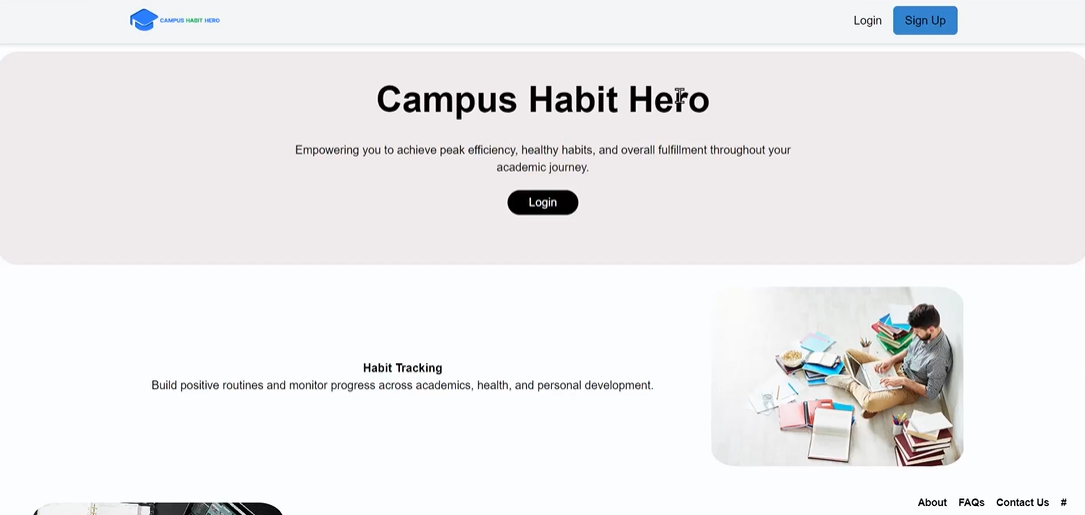 CAMPUS HABIT HERO
Login
Sign Up
Campus Habit Hero
Empowering you to achieve peak efficiency, healthy habits, and overall fulfillment throughout your
academic journey.
Login
Habit Tracking
Build positive routines and monitor progress across academics, health, and personal development.
About
FAQs
Contact Us
#